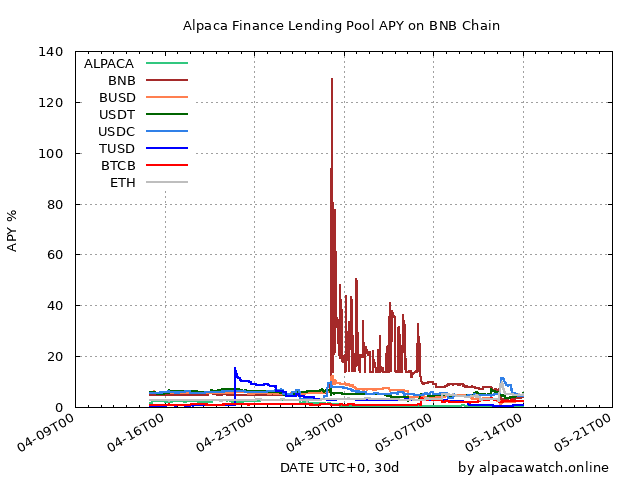 Alpaca Finance Lending Pool APY on BNB Chain
140
120
100
80
60
40
20
0
APY %
ALPACA
BNB
BUSD
USDT
USDC
TUSD
BTCB
ETH
04-09T00
04-16T00
04-23T00
04-30T00
05-07T00
05-14T00
05-21T00
DATE UTC+0, 30d
by alpacawatch.online